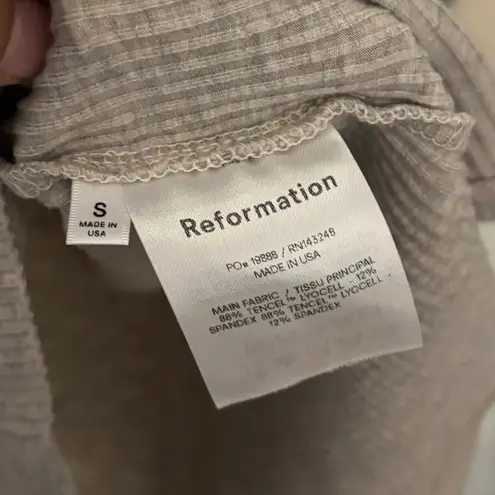 S
MADE IN
USA
Reformation
PO# 19888 / RN143248
MADE IN USA
MAIN FABRIC / TISSU PRINCIPAL
88% TENCEL™ LYOCELL 12%
SPANDEX 88% TENCEL™ LYOCELL
12% SPANDEX